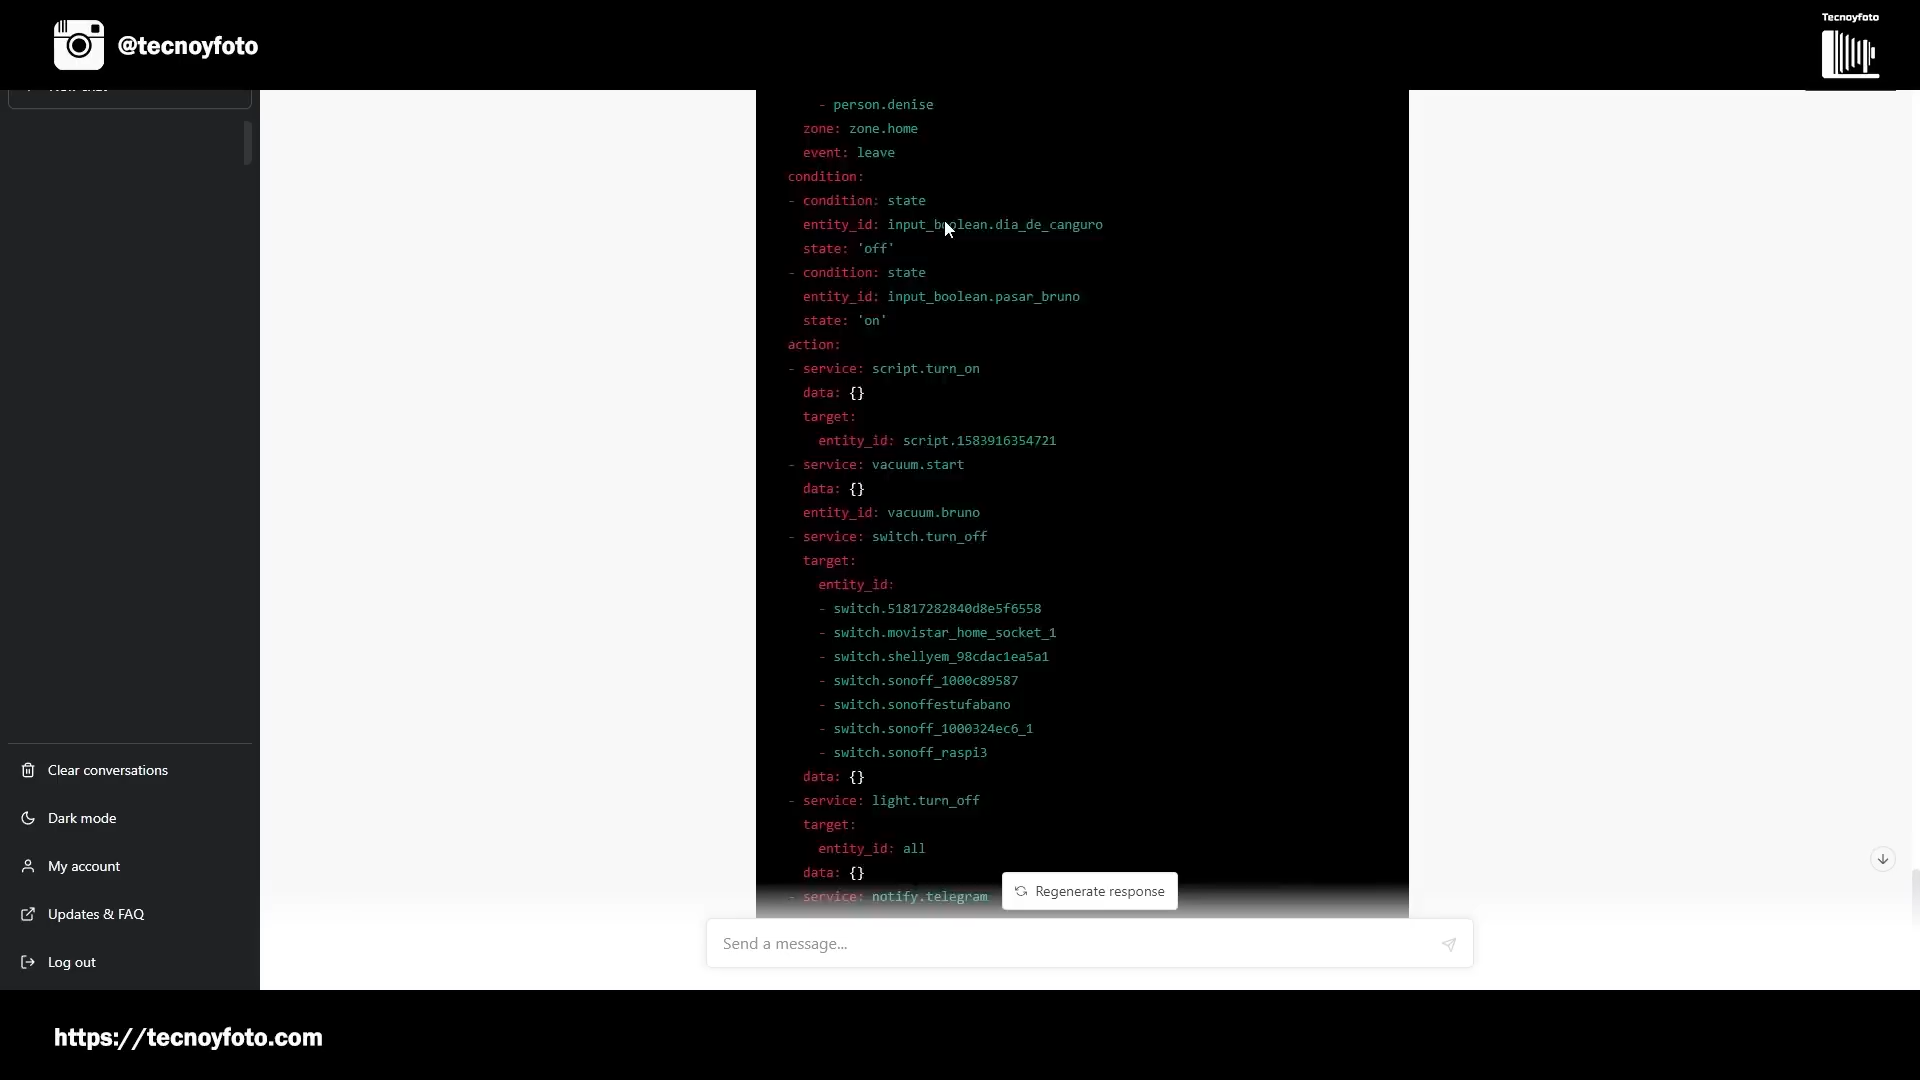 @tecnoyfoto
Tecnoyfoto
- person.denise
zone: zone.home
event: leave
condition:
- condition: state
entity_id: input_boolean.dia_de_canguro
state: 'off'
- condition: state
entity_id: input_boolean.pasar_bruno
state: 'on'
action:
- service: script.turn_on
data: {}
target:
entity_id: script.1583916354721
- service: vacuum.start
data: {}
entity_id: vacuum.bruno
- service: switch.turn_off
target:
entity_id:
- switch.51817282840d8e5f6558
- switch.movistar_home_socket_1
- switch.shellyem_98cdac1ea5a1
- switch.sonoff_1000c89587
- switch.sonoffestufabano
- switch.sonoff_1000324ec6_1
- switch.sonoff_raspi3
data: {}
- service: light.turn_off
target:
entity_id: all
data: {}
- service: notify.telegram
Clear conversations
Dark mode
My account
Updates & FAQ
Log out
Regenerate response
Send a message...
https://tecnoyfoto.com